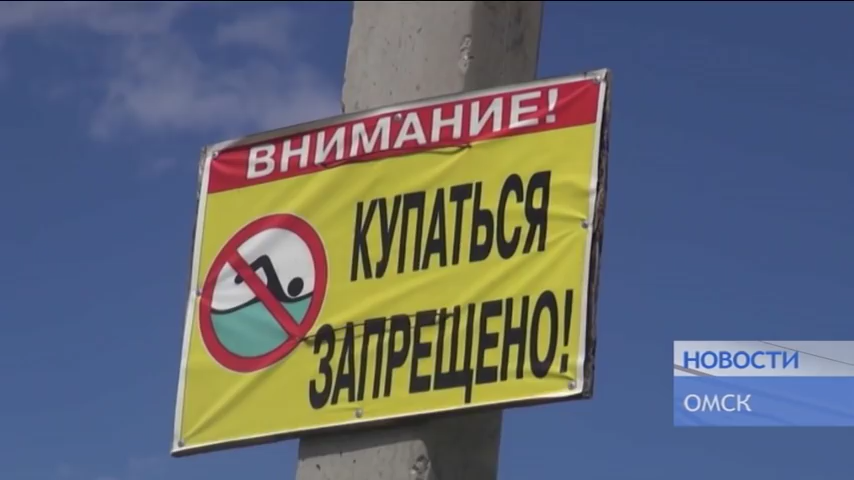 ВНИМАНИЕ!
КУПАТЬСЯ
ЗАПРЕЩЕНО!
НОВОСТИ
ОМСК